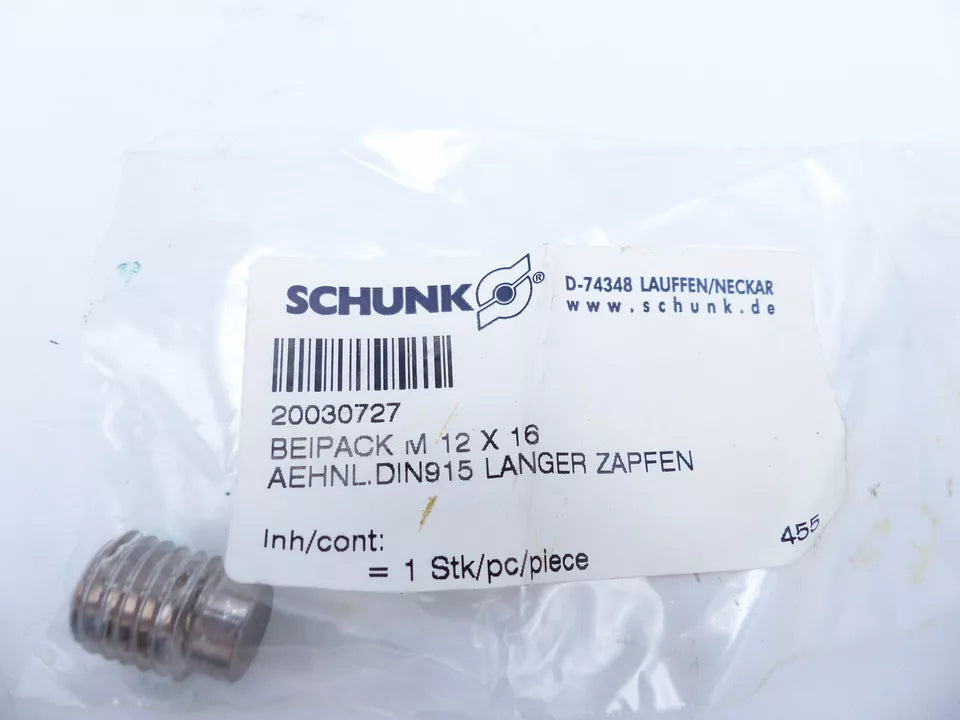 SCHUNK ®
D-74348 LAUFFEN/NECKAR
www.schunk.de
20030727
BEIPACK M 12 X 16
AEHNL.DIN915 LANGER ZAPFEN
Inh/cont:
= 1 Stk/pc/piece
455